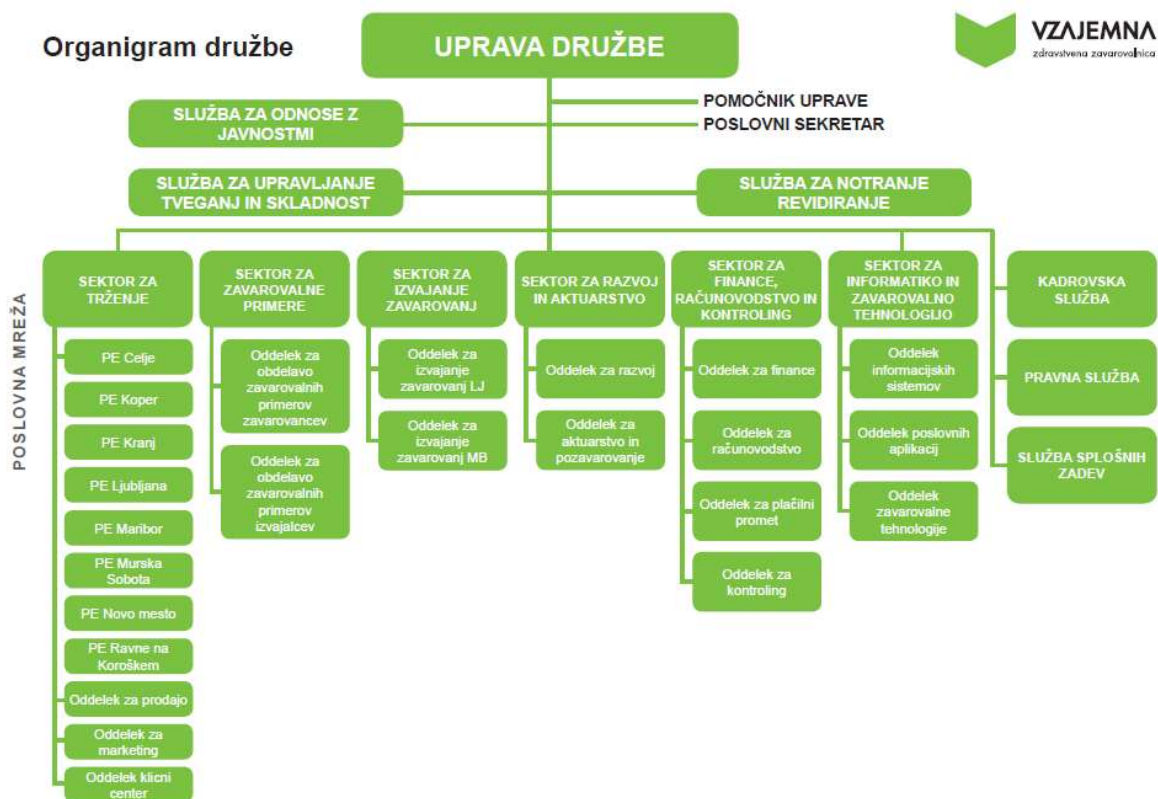 Organigram družbe
UPRAVA DRUŽBE
VZAJEMNA
zdravstvena zavarovalnica
POMOČNIK UPRAVE
SLUŽBA ZA ODNOSE Z
JAVNOSTMI
POSLOVNI SEKRETAR
SLUŽBA ZA UPRAVLJANJE
TVEGANJ IN SKLADNOST
SLUŽBA ZA NOTRANJE
REVIDIRANJE
POSLOVNA MREŽA
SEKTOR ZA
TRŽENJE
PE Celje
PE Koper
PE Kranj
PE Ljubljana
PE Maribor
PE Murska
Sobota
PE Novo mesto
PE Ravne na
Koroškem
Oddelek za prodajo
Oddelek za
marketing
Oddelek klicni
center
SEKTOR ZA
ZAVAROVALNE
PRIMERE
Oddelek za
obdelavo
zavarovalnih
primerov
zavarovancev
Oddelek za
obdelavo
zavarovalnih
primerov
izvajalcev
SEKTOR ZA
IZVAJANJE
ZAVAROVANJ
Oddelek za
izvajanje
zavarovanj LJ
Oddelek za
izvajanje
zavarovanj MB
SEKTOR ZA RAZVOJ
IN AKTUARSTVO
Oddelek za razvoj
Oddelek za
aktuarstvo in
pozavarovanje
SEKTOR ZA
FINANCE,
RAČUNOVODSTVO IN
KONTROLING
Oddelek za finance
Oddelek za
računovodstvo
Oddelek za plačilni
promet
Oddelek za
kontroling
SEKTOR ZA
INFORMATIKO IN
ZAVAROVALNO
TEHNOLOGIJO
Oddelek
informacijskih
sistemov
Oddelek poslovnih
aplikacij
Oddelek
zavarovalne
tehnologije
KADROVSKA
SLUŽBA
PRAVNA SLUŽBA
SLUŽBA SPLOŠNIH
ZADEV